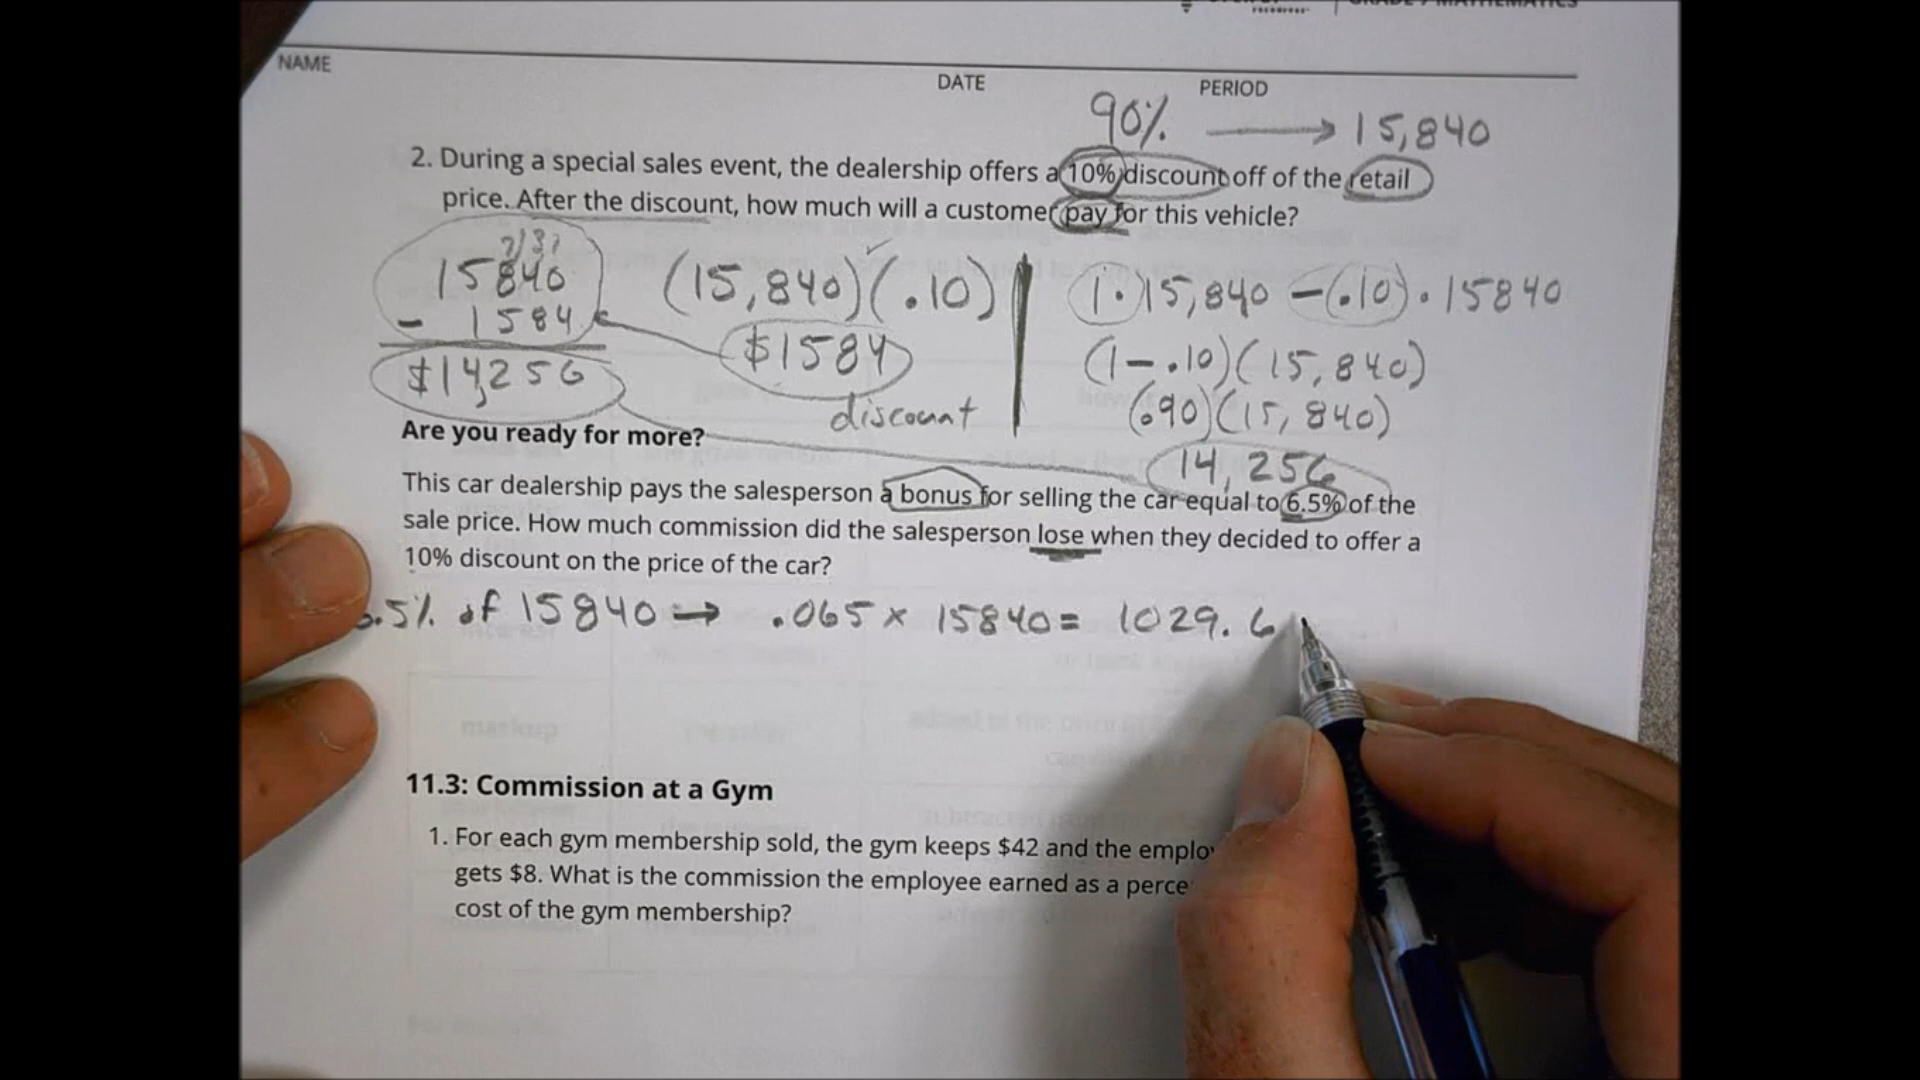 GRADE 7 MATHEMATICS
NAME
DATE
PERIOD
90% → 15,840
2. During a special sales event, the dealership offers a 10% discount off of the retail
price. After the discount, how much will a customer pay for this vehicle?
15840
- 1584
$14,256
(15,840)(.10)
$1584
discount
1·15,840 -(.10)·15840
(1-.10)(15,840)
(.90)(15,840)
14,256
Are you ready for more?
This car dealership pays the salesperson a bonus for selling the car equal to 6.5% of the
sale price. How much commission did the salesperson lose when they decided to offer a
10% discount on the price of the car?
.5% of 15840 → .065 × 15840 = 1029.6
11.3: Commission at a Gym
1. For each gym membership sold, the gym keeps $42 and the emplo
gets $8. What is the commission the employee earned as a perce
cost of the gym membership?